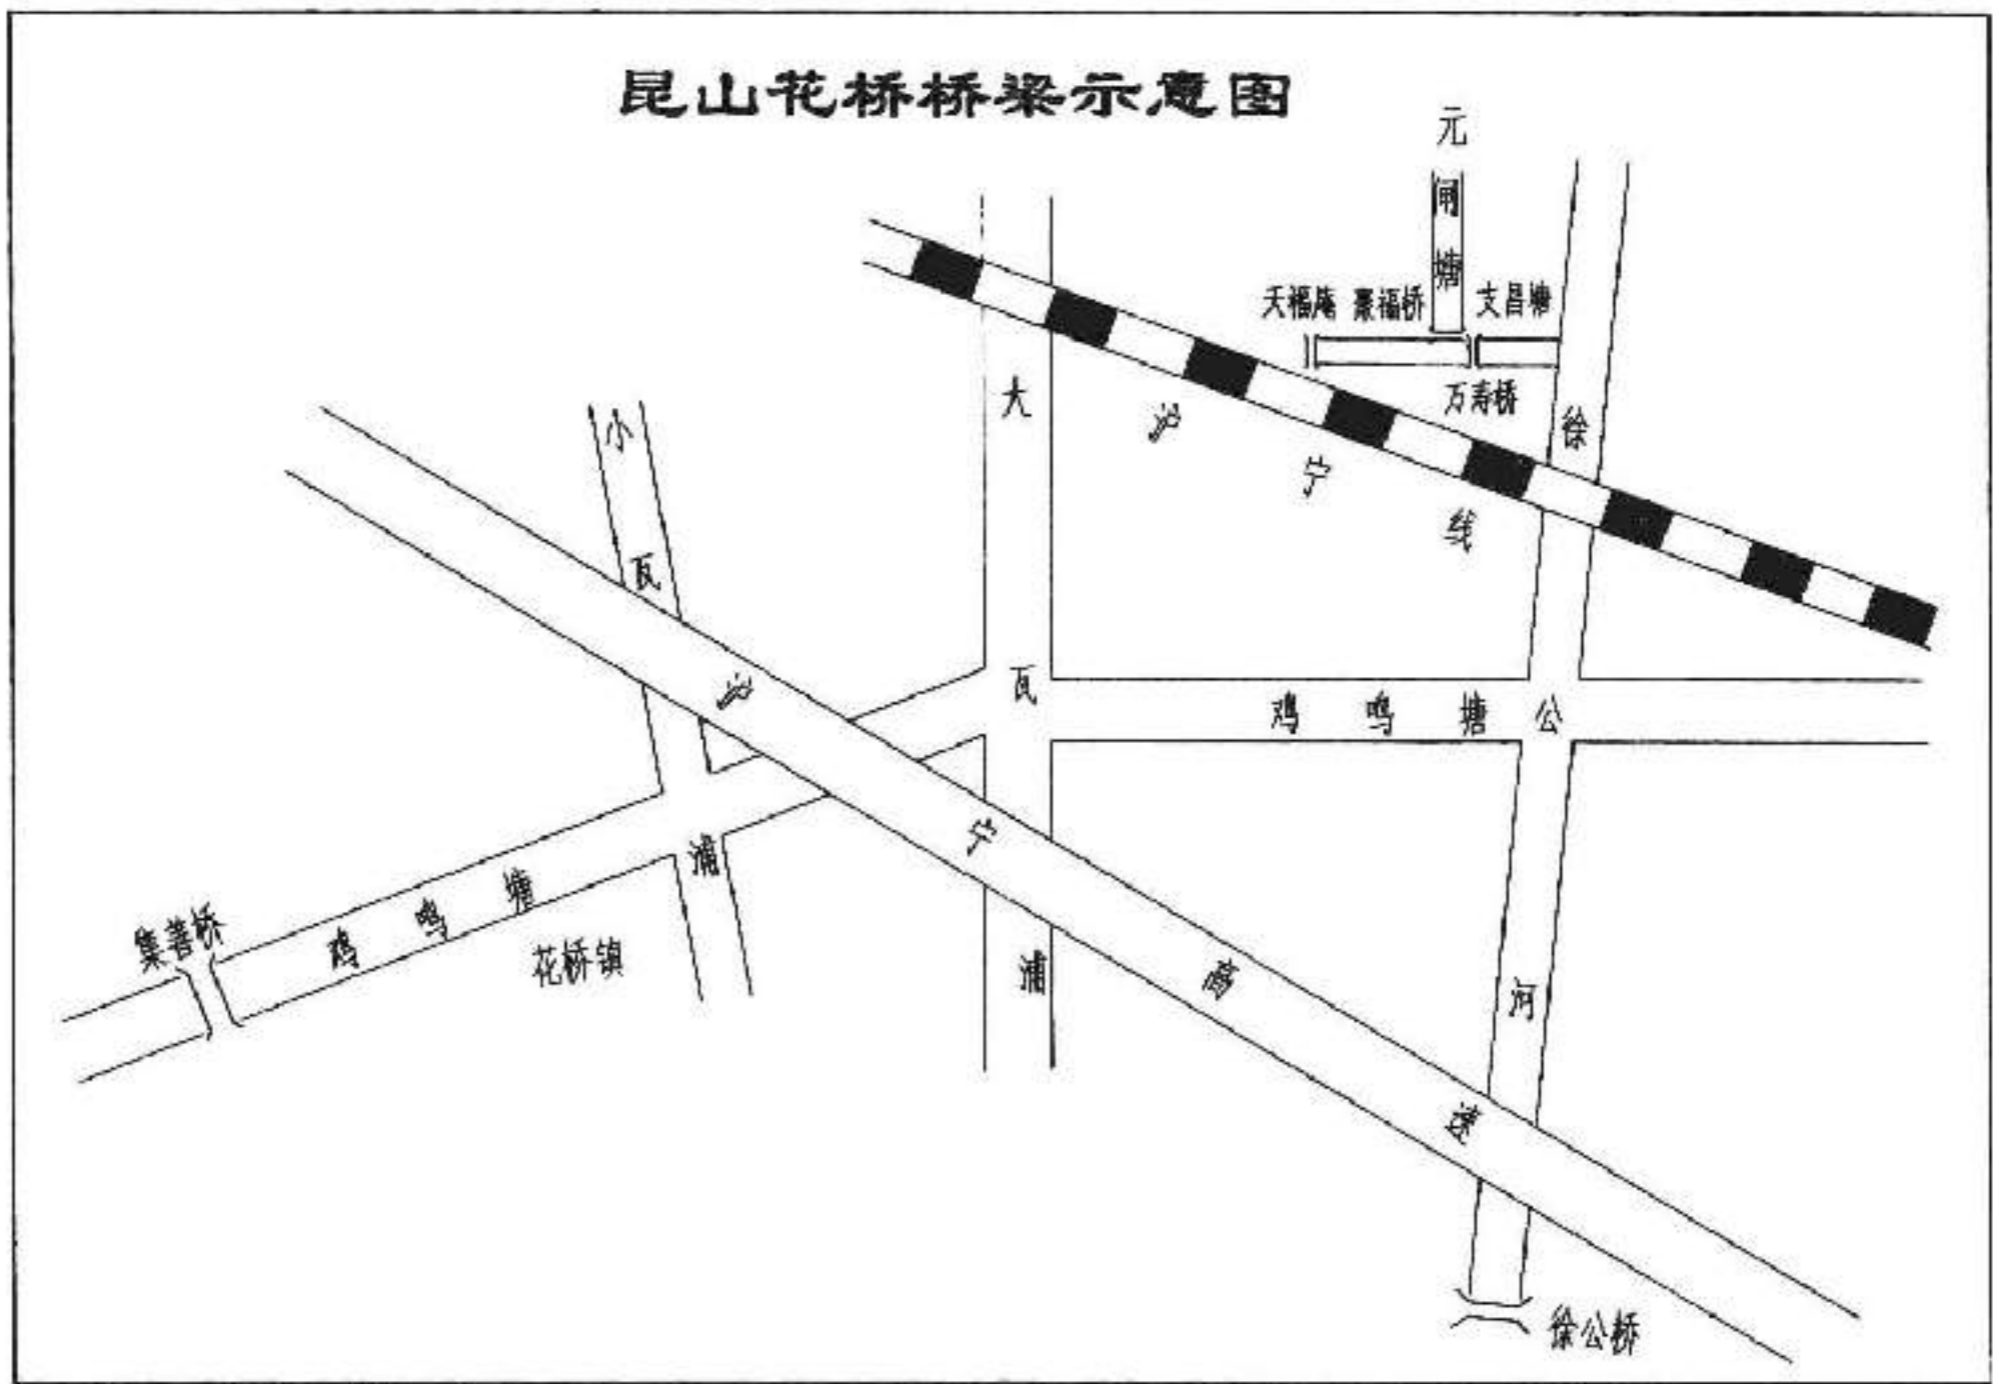 昆山花桥桥梁示意图
元闸塘
天福庵 聚福桥 支昌塘
万寿桥
沪宁线
大瓦浦
小瓦浦
徐公河
鸡鸣塘
沪宁高速
鸡鸣塘
集善桥
花桥镇
徐公桥